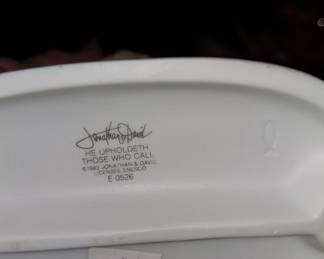 Jonathan & David
HE UPHOLDETH
THOSE WHO CALL
©1982 JONATHAN & DAVID
LICENSEE ENESCO
E-0526